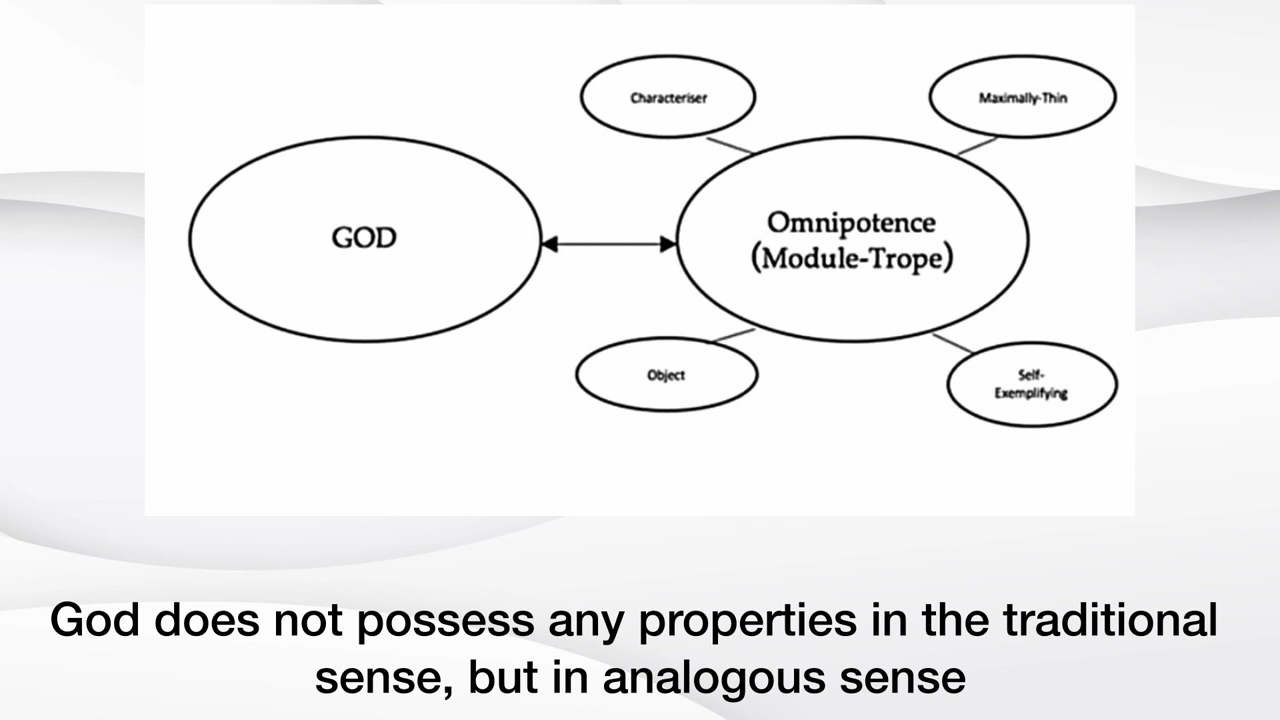 Characteriser
Maximally-Thin
GOD
Omnipotence
(Module-Trope)
Object
Self-
Exemplifying
God does not possess any properties in the traditional
sense, but in analogous sense